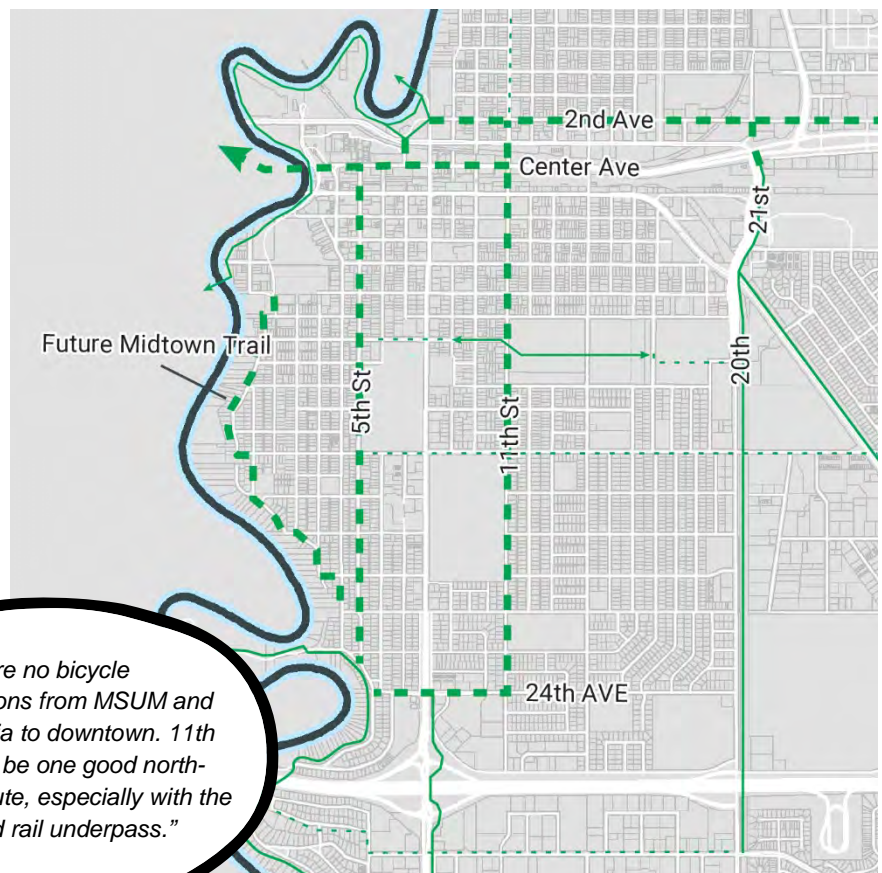 2nd Ave
Center Ave
21st
Future Midtown Trail
20th
5th St
11th St
24th AVE
re no bicycle
ons from MSUM and
ia to downtown. 11th
be one good north-
ute, especially with the
d rail underpass.”